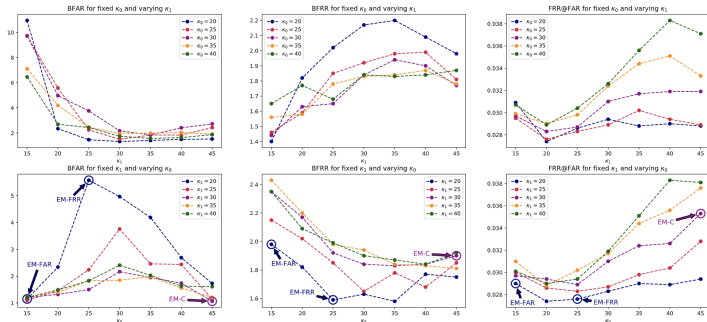 BFAR for fixed κ₀ and varying κ₁
κ₀ = 20
κ₀ = 25
κ₀ = 30
κ₀ = 35
κ₀ = 40
10
8
6
4
2
15 20 25 30 35 40 45
κ₁
BFRR for fixed κ₀ and varying κ₁
κ₀ = 20
κ₀ = 25
κ₀ = 30
κ₀ = 35
κ₀ = 40
2.2
2.1
2.0
1.9
1.8
1.7
1.6
1.5
1.4
15 20 25 30 35 40 45
κ₁
FRR@FAR for fixed κ₀ and varying κ₁
κ₀ = 20
κ₀ = 25
κ₀ = 30
κ₀ = 35
κ₀ = 40
0.038
0.036
0.034
0.032
0.030
0.028
15 20 25 30 35 40 45
κ₁
BFAR for fixed κ₁ and varying κ₀
κ₁ = 20
κ₁ = 25
κ₁ = 30
κ₁ = 35
κ₁ = 40
EM-FRR
EM-FAR
EM-C
5
4
3
2
1
15 20 25 30 35 40 45
κ₀
BFRR for fixed κ₁ and varying κ₀
κ₁ = 20
κ₁ = 25
κ₁ = 30
κ₁ = 35
κ₁ = 40
EM-C
EM-FAR
EM-FRR
2.4
2.2
2.0
1.8
1.6
15 20 25 30 35 40 45
κ₀
FRR@FAR for fixed κ₁ and varying κ₀
κ₁ = 20
κ₁ = 25
κ₁ = 30
κ₁ = 35
κ₁ = 40
EM-C
EM-FAR
EM-FRR
0.038
0.036
0.034
0.032
0.030
0.028
15 20 25 30 35 40 45
κ₀